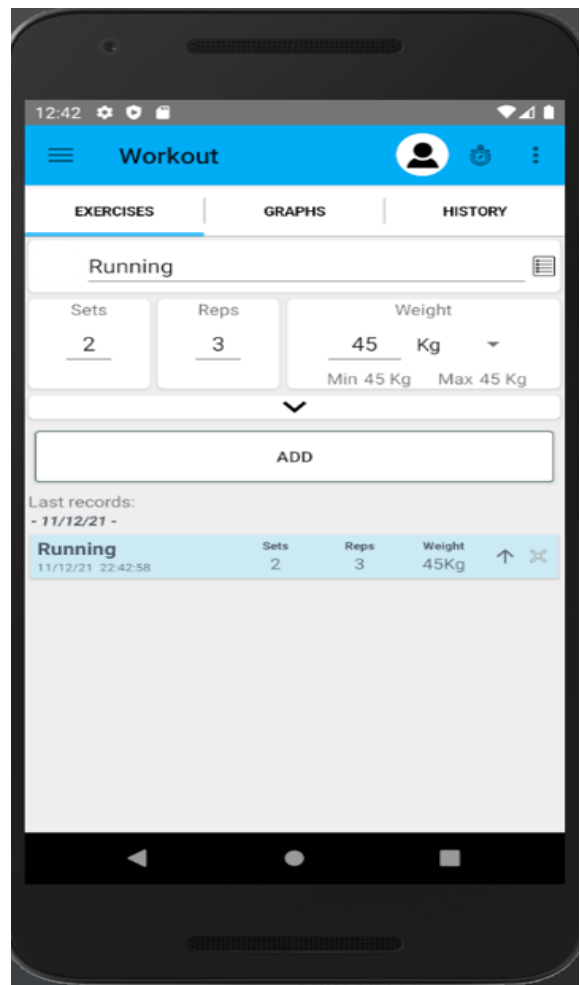 12:42
Workout
EXERCISES GRAPHS HISTORY
Running
Sets Reps Weight
2 3 45 Kg
Min 45 Kg Max 45 Kg
ADD
Last records:
- 11/12/21 -
Running Sets Reps Weight
11/12/21 22:42:58 2 3 45Kg